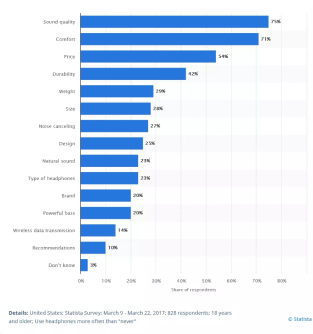 Sound quality 75%
Comfort 71%
Price 54%
Durability 42%
Weight 29%
Size 28%
Noise canceling 27%
Design 25%
Natural sound 23%
Type of headphones 23%
Brand 20%
Powerful bass 20%
Wireless data transmission 14%
Recommendations 10%
Don't know 3%
0% 10% 20% 30% 40% 50% 60% 70% 80%
Share of respondents
Details: United States: Statista Survey; March 9 - March 22, 2017; 828 respondents; 18 years
and older; Use headphones more often than "never"
© Statista